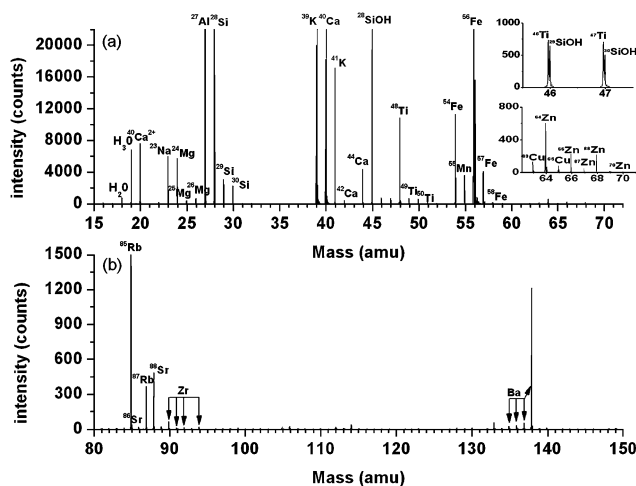 ²⁷Al ²⁸Si ³⁹K ⁴⁰Ca ²⁸SiOH ⁵⁶Fe
(a)
intensity (counts)
20000
16000
12000
8000
4000
0
H₂0
H₃0
⁴⁰Ca²⁺
²³Na
²⁴Mg
²⁵Mg
²⁶Mg
²⁹Si
³⁰Si
⁴¹K
⁴²Ca
⁴⁴Ca
⁴⁸Ti
⁴⁹Ti
⁵⁰Ti
⁵⁴Fe
⁵⁵Mn
⁵⁷Fe
⁵⁸Fe
1000
500
0
⁴⁶Ti
²⁹SiOH
⁴⁷Ti
³⁰SiOH
46 47
800
400
0
⁶³Cu
⁶⁴Zn
⁶⁵Cu
⁶⁶Zn
⁶⁷Zn
⁶⁸Zn
⁷⁰Zn
64 66 68 70
15 20 25 30 35 40 45 50 55 60 65 70
Mass (amu)
⁸⁵Rb
(b)
intensity (counts)
1500
1200
900
600
300
0
⁸⁶Sr
⁸⁷Rb
⁸⁸Sr
Zr
Ba
80 90 100 110 120 130 140 150
Mass (amu)